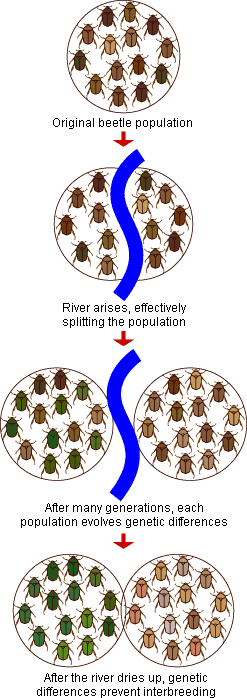 Original beetle population
River arises, effectively
splitting the population
After many generations, each
population evolves genetic differences
After the river dries up, genetic
differences prevent interbreeding